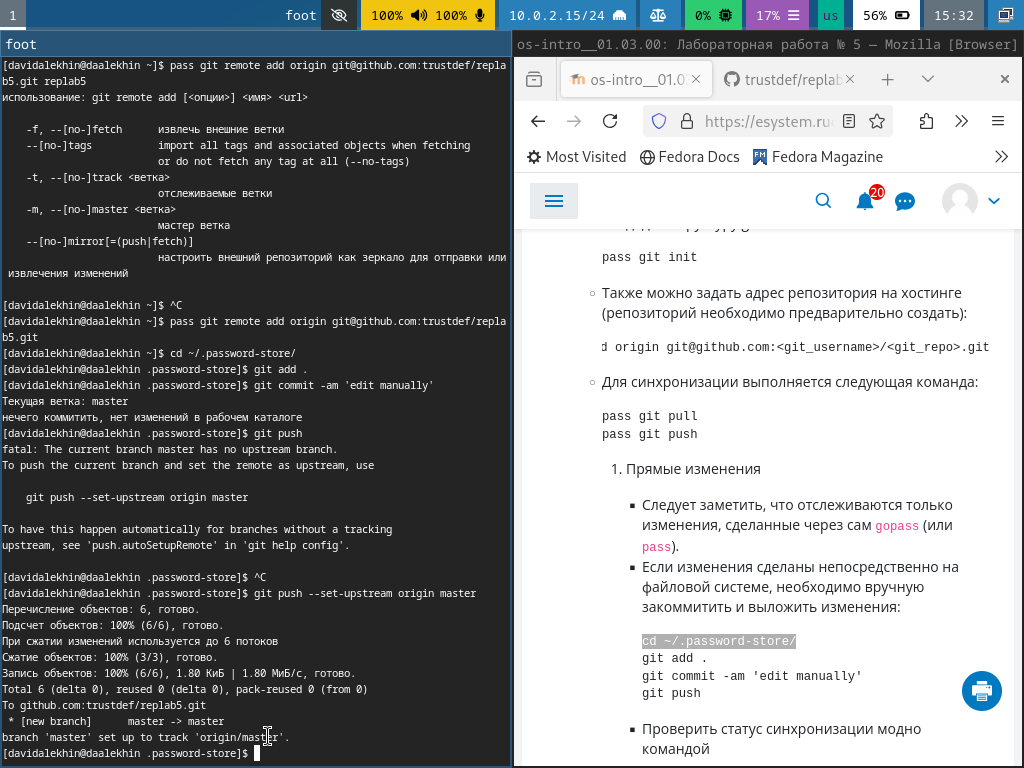 1
foot
100%
100%
10.0.2.15/24
0%
17%
us
56%
15:32
foot
[davidalekhin@daalekhin ~]$ pass git remote add origin git@github.com:trustdef/repla
b5.git replab5
использование: git remote add [<опции>] <имя> <url>
-f, --[no-]fetch извлечь внешние ветки
--[no-]tags import all tags and associated objects when fetching
or do not fetch any tag at all (--no-tags)
-t, --[no-]track <ветка>
отслеживаемые ветки
-m, --[no-]master <ветка>
мастер ветка
--[no-]mirror[=(push|fetch)]
настроить внешний репозиторий как зеркало для отправки или
извлечения изменений
[davidalekhin@daalekhin ~]$ ^C
[davidalekhin@daalekhin ~]$ pass git remote add origin git@github.com:trustdef/repla
b5.git
[davidalekhin@daalekhin ~]$ cd ~/.password-store/
[davidalekhin@daalekhin .password-store]$ git add .
[davidalekhin@daalekhin .password-store]$ git commit -am 'edit manually'
Текущая ветка: master
нечего коммитить, нет изменений в рабочем каталоге
[davidalekhin@daalekhin .password-store]$ git push
fatal: The current branch master has no upstream branch.
To push the current branch and set the remote as upstream, use
git push --set-upstream origin master
To have this happen automatically for branches without a tracking
upstream, see 'push.autoSetupRemote' in 'git help config'.
[davidalekhin@daalekhin .password-store]$ ^C
[davidalekhin@daalekhin .password-store]$ git push --set-upstream origin master
Перечисление объектов: 6, готово.
Подсчет объектов: 100% (6/6), готово.
При сжатии изменений используется до 6 потоков
Сжатие объектов: 100% (3/3), готово.
Запись объектов: 100% (6/6), 1.80 КиБ | 1.80 МиБ/с, готово.
Total 6 (delta 0), reused 0 (delta 0), pack-reused 0 (from 0)
To github.com:trustdef/replab5.git
* [new branch] master -> master
branch 'master' set up to track 'origin/master'.
[davidalekhin@daalekhin .password-store]$
os-intro__01.03.00: Лабораторная работа № 5 — Mozilla [Browser]
os-intro__01.0
trustdef/replab
https://esystem.ru
Most Visited
Fedora Docs
Fedora Magazine
20
pass git init
Также можно задать адрес репозитория на хостинге
(репозиторий необходимо предварительно создать):
d origin git@github.com:<git_username>/<git_repo>.git
Для синхронизации выполняется следующая команда:
pass git pull
pass git push
1. Прямые изменения
Следует заметить, что отслеживаются только
изменения, сделанные через сам gopass (или
pass).
Если изменения сделаны непосредственно на
файловой системе, необходимо вручную
закоммитить и выложить изменения:
cd ~/.password-store/
git add .
git commit -am 'edit manually'
git push
Проверить статус синхронизации модно
командой